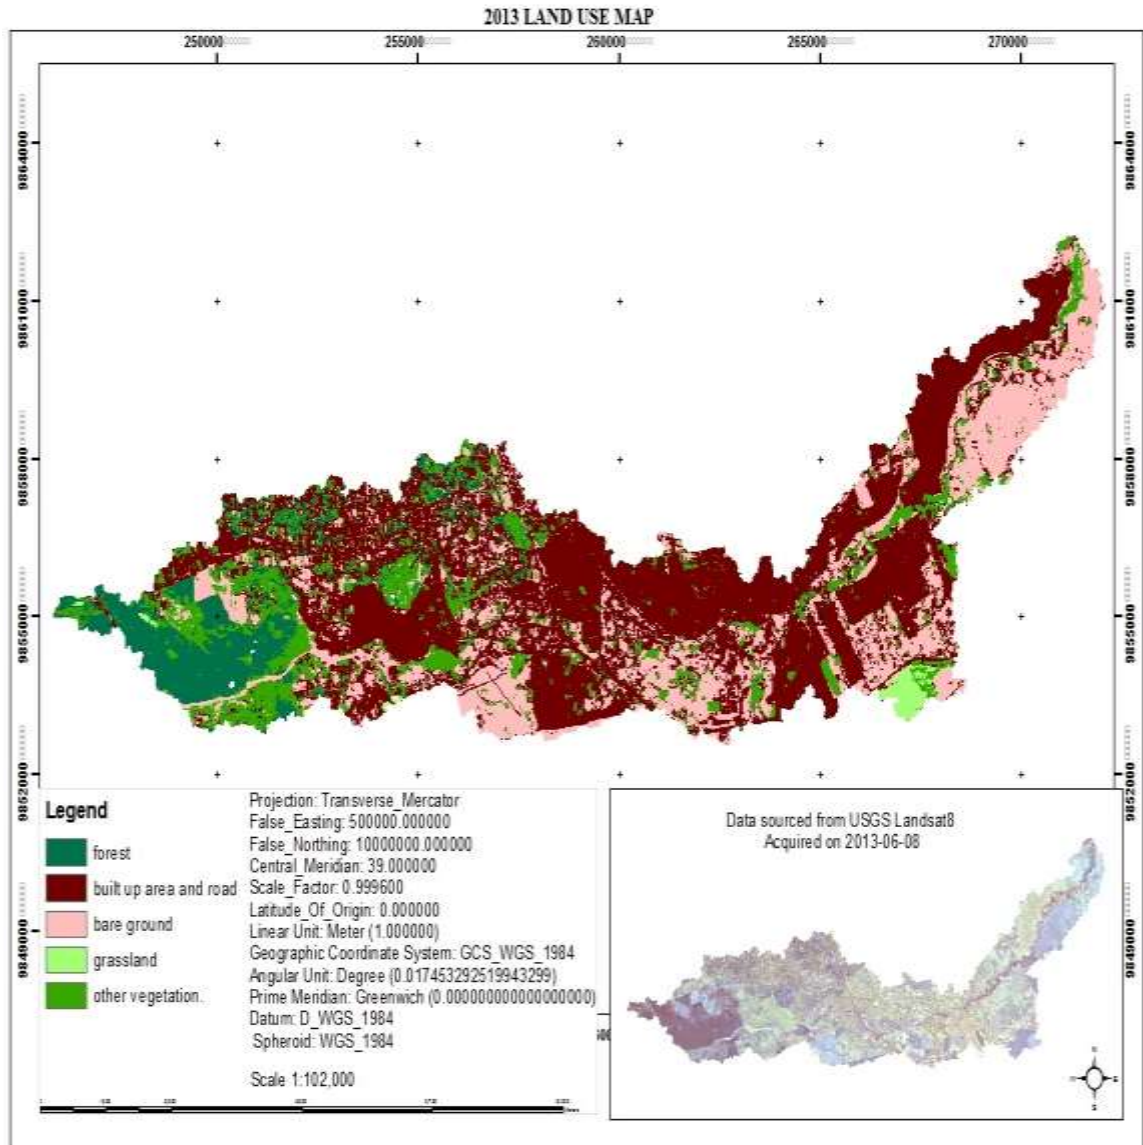 2013 LAND USE MAP
250000 255000 260000 265000 270000
9864000 9864000
9861000 9861000
9858000 9858000
9855000 9855000
9852000 9852000
9849000 9849000
Legend
forest
built up area and road
bare ground
grassland
other vegetation.
Projection: Transverse_Mercator
False_Easting: 500000.000000
False_Northing: 10000000.000000
Central_Meridian: 39.000000
Scale_Factor: 0.999600
Latitude_Of_Origin: 0.000000
Linear Unit: Meter (1.000000)
Geographic Coordinate System: GCS_WGS_1984
Angular Unit: Degree (0.017453292519943299)
Prime Meridian: Greenwich (0.000000000000000000)
Datum: D_WGS_1984
Spheroid: WGS_1984
Scale 1:102,000
Data sourced from USGS Landsat8
Acquired on 2013-06-08